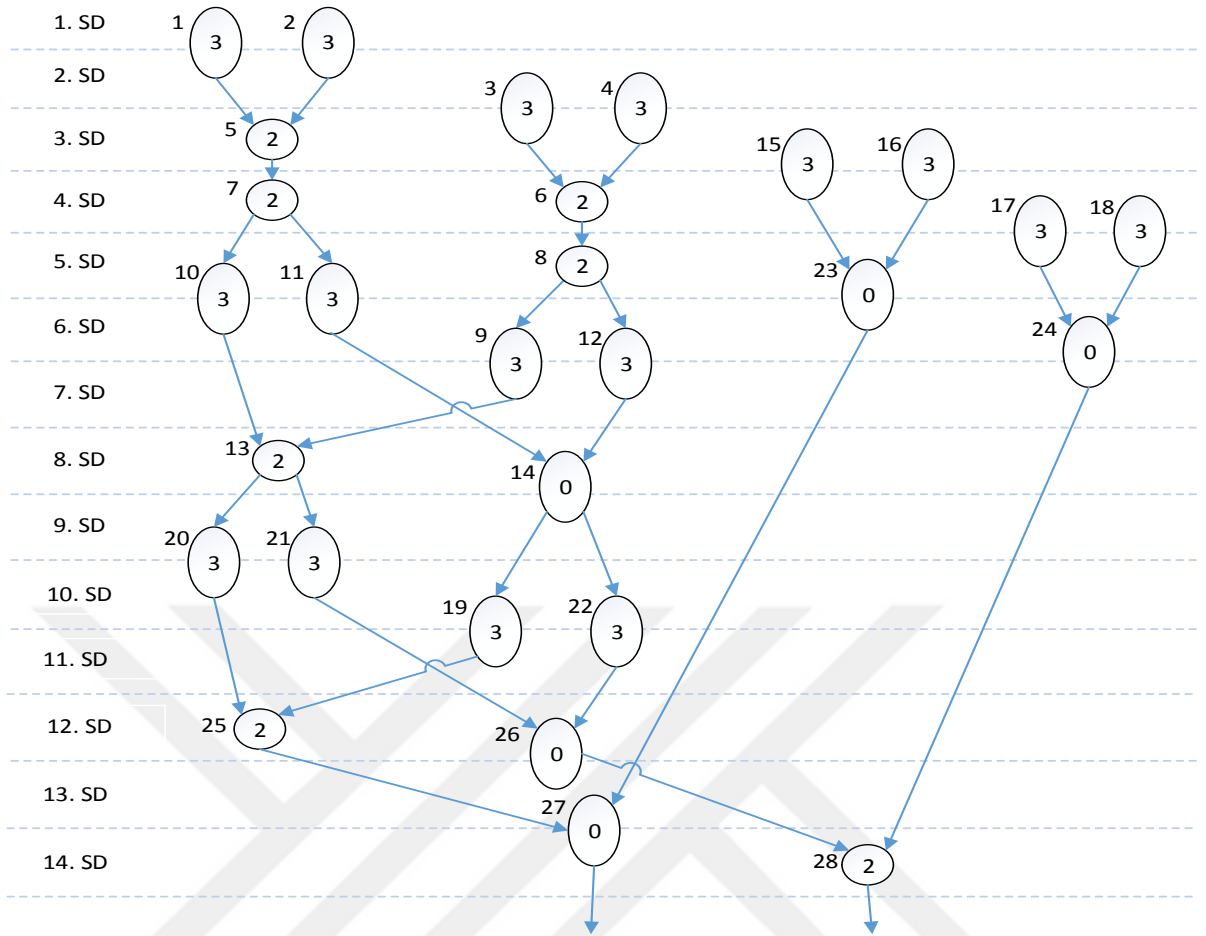 1. SD 1 3 2 3
2. SD
3 3 4 3
3. SD 5 2 15 3 16 3
4. SD 7 2 6 2 17 3 18 3
5. SD 10 3 11 3 8 2 23 0
6. SD 9 3 12 3 24 0
7. SD
8. SD 13 2 14 0
9. SD 20 3 21 3
10. SD 19 3 22 3
11. SD
12. SD 25 2 26 0
13. SD 27 0
14. SD 28 2